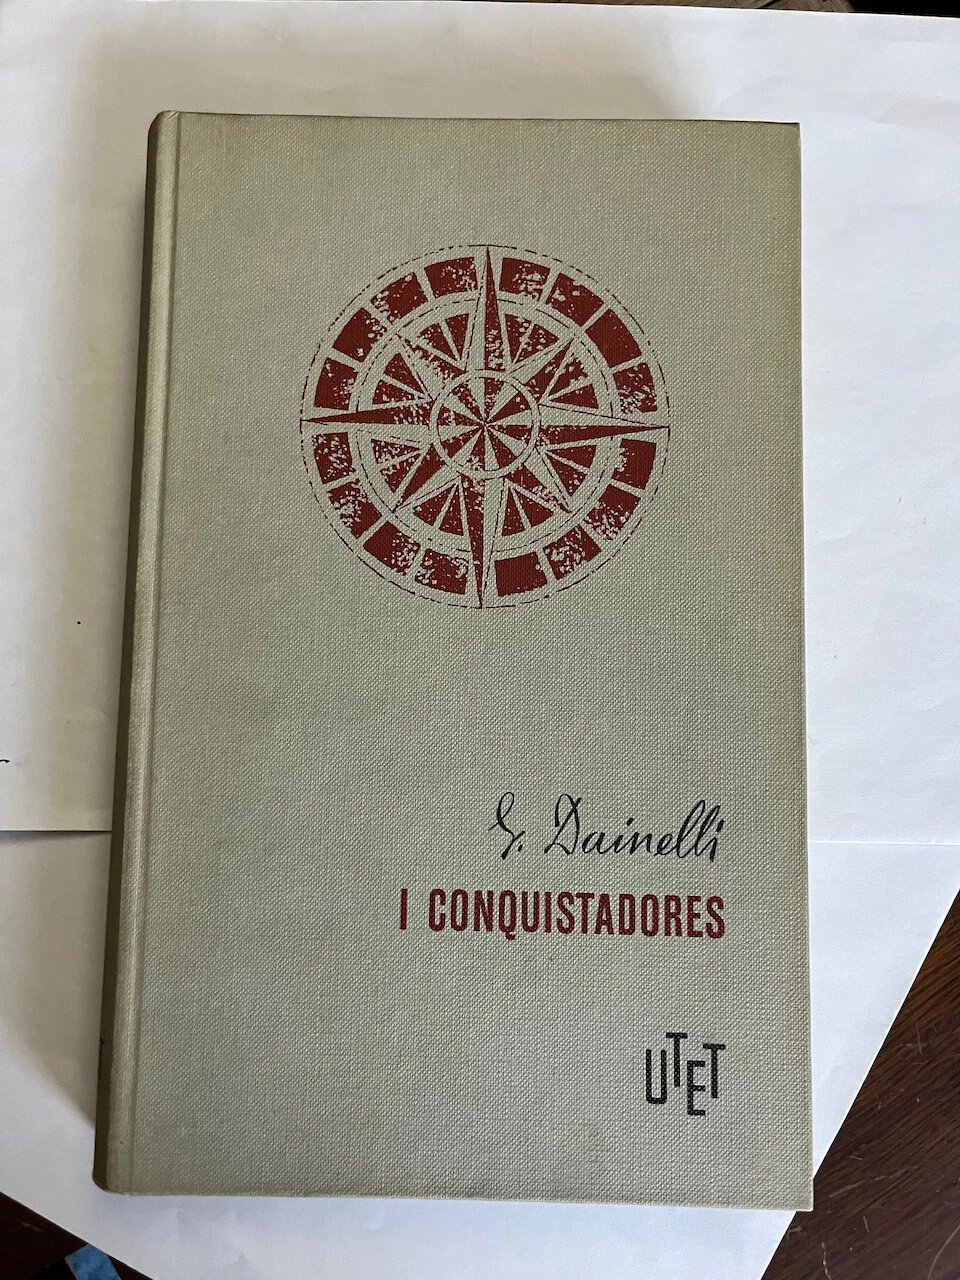 G. Dainelli
I CONQUISTADORES
UTET